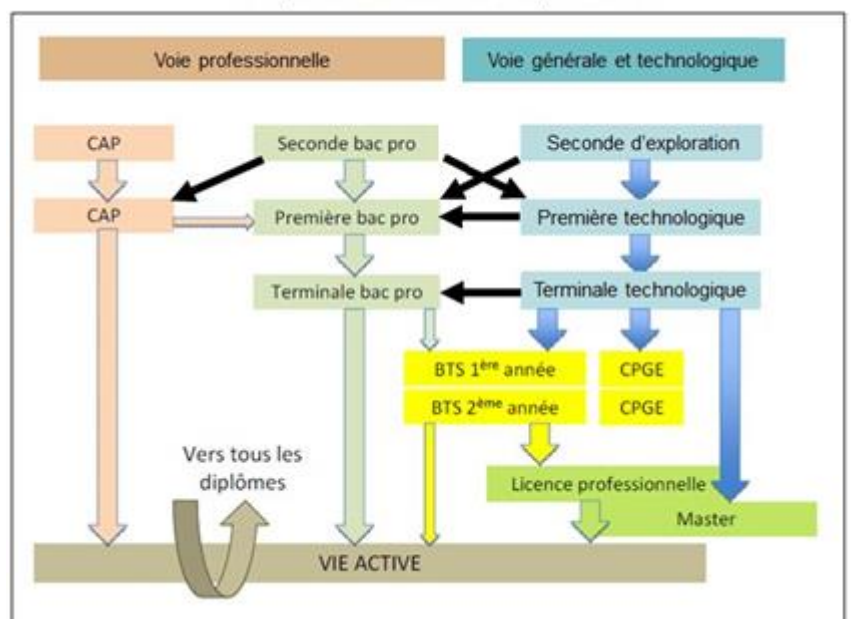 Voie professionnelle
Voie générale et technologique
CAP
Seconde bac pro
Seconde d'exploration
CAP
Première bac pro
Première technologique
Terminale bac pro
Terminale technologique
BTS 1ère année
CPGE
BTS 2ème année
CPGE
Vers tous les
diplômes
Licence professionnelle
Master
VIE ACTIVE